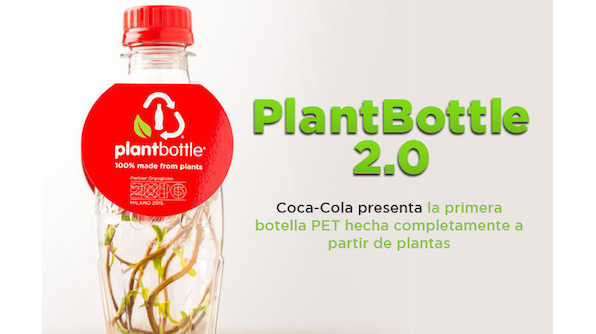 plantbottle
100% made from plants
Partner Orgoglioso
MILANO 2015
PlantBottle
2.0
Coca-Cola presenta la primera
botella PET hecha completamente a
partir de plantas